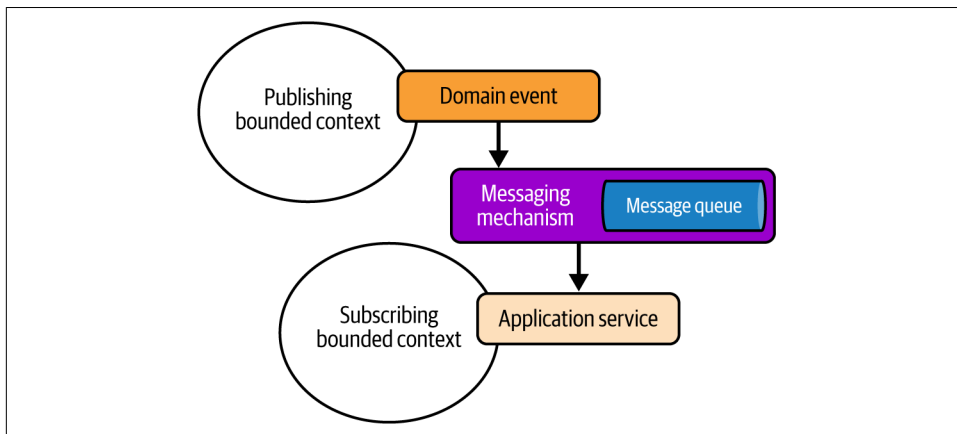 Publishing
bounded context
Domain event
Messaging
mechanism
Message queue
Subscribing
bounded context
Application service